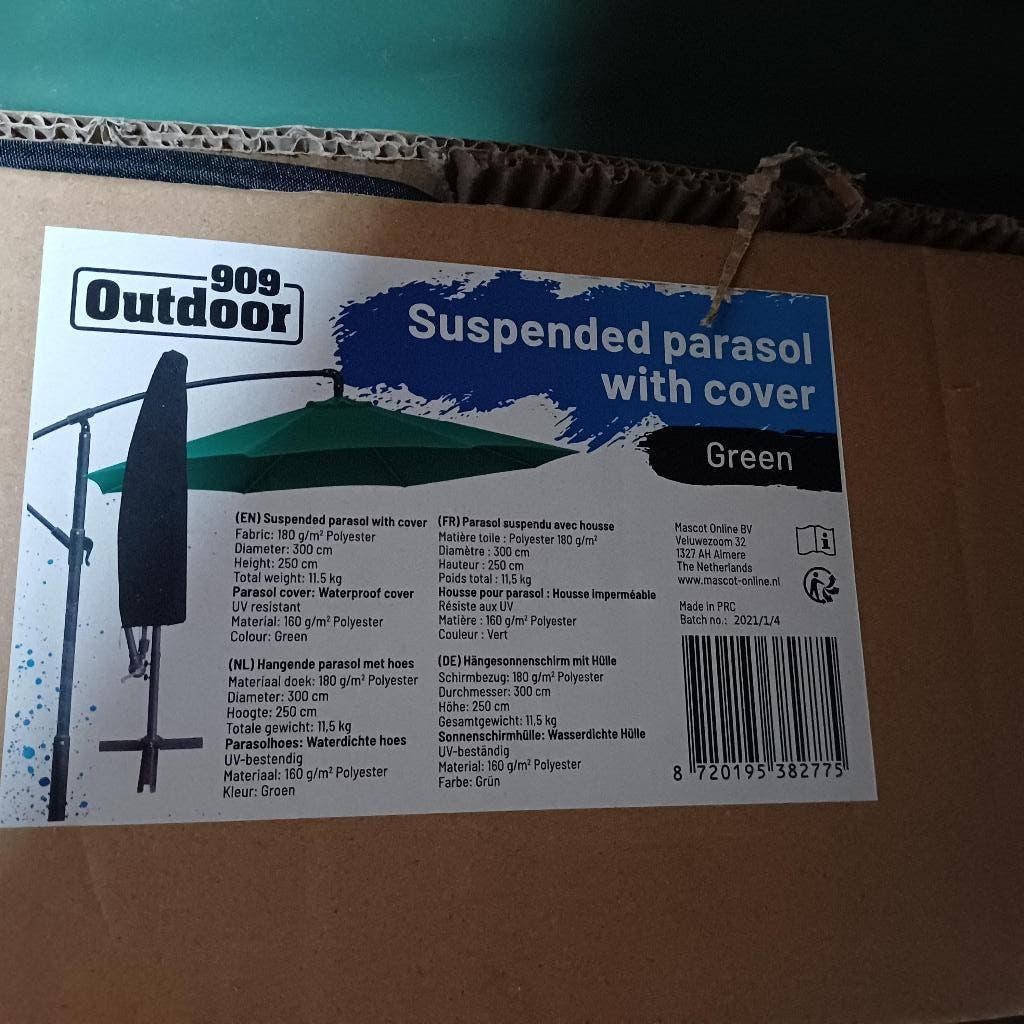 909
Outdoor
Suspended parasol
with cover
Green
(EN) Suspended parasol with cover
Fabric: 180 g/m² Polyester
Diameter: 300 cm
Height: 250 cm
Total weight: 11.5 kg
Parasol cover: Waterproof cover
UV resistant
Material: 160 g/m² Polyester
Colour: Green
(FR) Parasol suspendu avec housse
Matière toile : Polyester 180 g/m²
Diamètre : 300 cm
Hauteur : 250 cm
Poids total : 11,5 kg
Housse pour parasol : Housse imperméable
Résiste aux UV
Matière : 160 g/m² Polyester
Couleur : Vert
(NL) Hangende parasol met hoes
Materiaal doek: 180 g/m² Polyester
Diameter: 300 cm
Hoogte: 250 cm
Totale gewicht: 11,5 kg
Parasolhoes: Waterdichte hoes
UV-bestendig
Materiaal: 160 g/m² Polyester
Kleur: Groen
(DE) Hängesonnenschirm mit Hülle
Schirmbezug: 180 g/m² Polyester
Durchmesser: 300 cm
Höhe: 250 cm
Gesamtgewicht: 11,5 kg
Sonnenschirmhülle: Wasserdichte Hülle
UV-beständig
Material: 160 g/m² Polyester
Farbe: Grün
Mascot Online BV
Veluwezoom 32
1327 AH Almere
The Netherlands
www.mascot-online.nl
Made in PRC
Batch no.: 2021/1/4
8 720195 382775